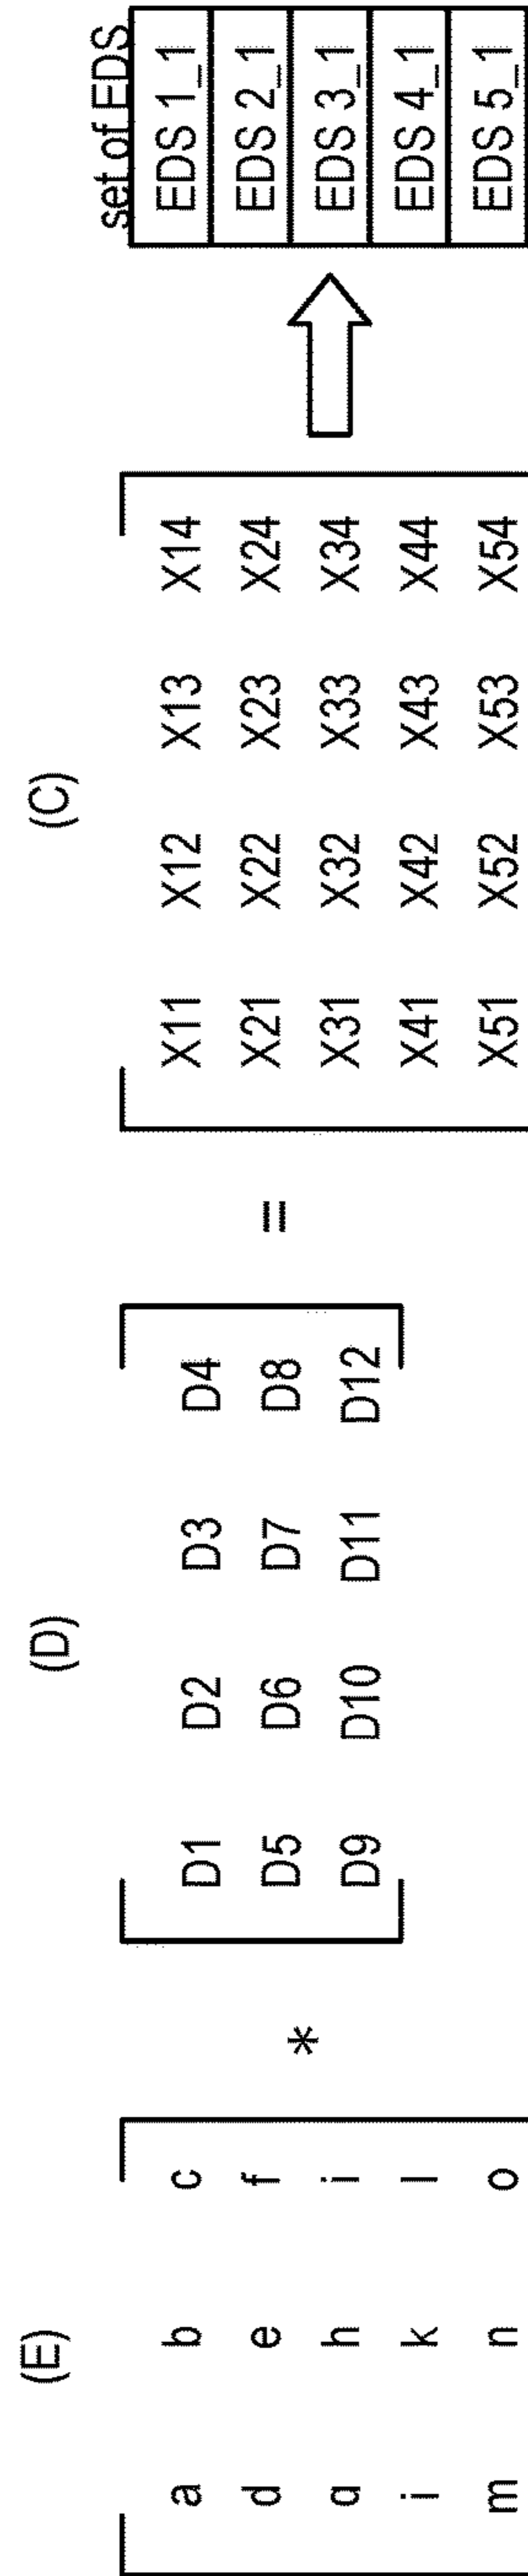 (E) (D) (C) set of EDS
a b c D1 D2 D3 D4 X11 X12 X13 X14 EDS 1_1
d e f * D5 D6 D7 D8 = X21 X22 X23 X24 EDS 2_1
g h i D9 D10 D11 D12 X31 X32 X33 X34 EDS 3_1
j k l X41 X42 X43 X44 EDS 4_1
m n o X51 X52 X53 X54 EDS 5_1